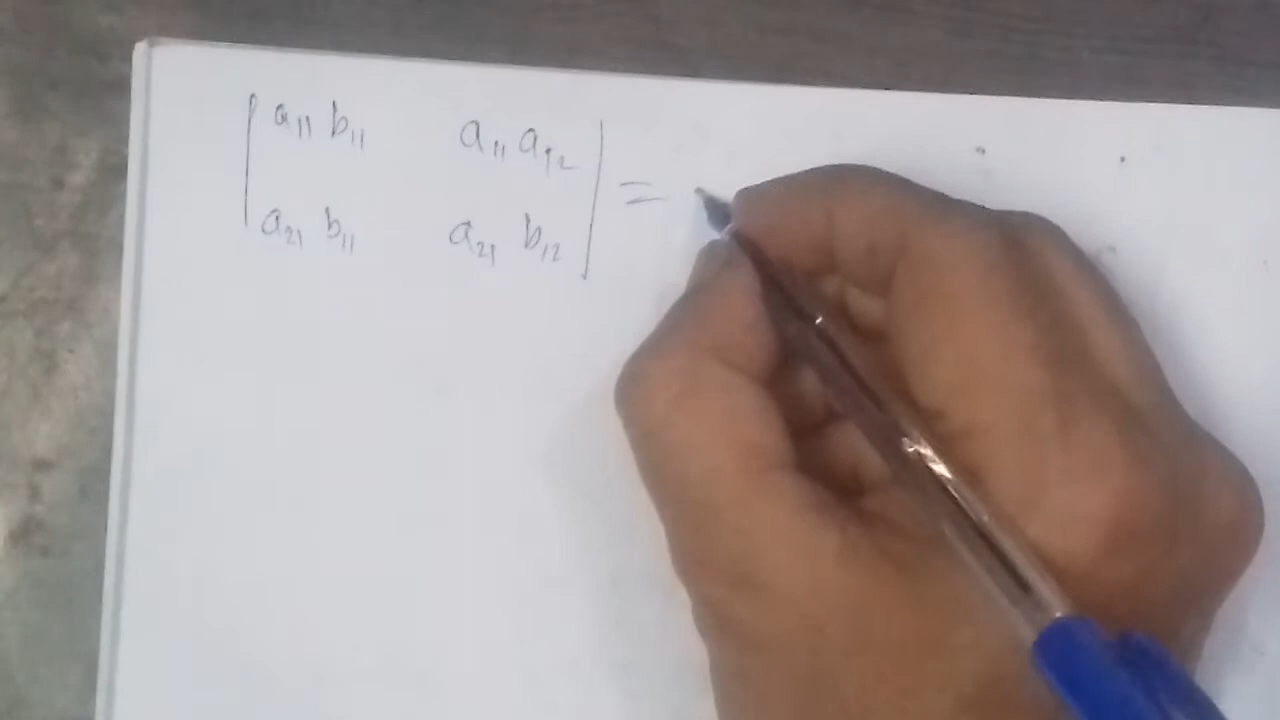 | a₁₁ b₁₁ a₁₁ a₁₂ | =
| a₂₁ b₁₁ a₂₁ b₁₂ |